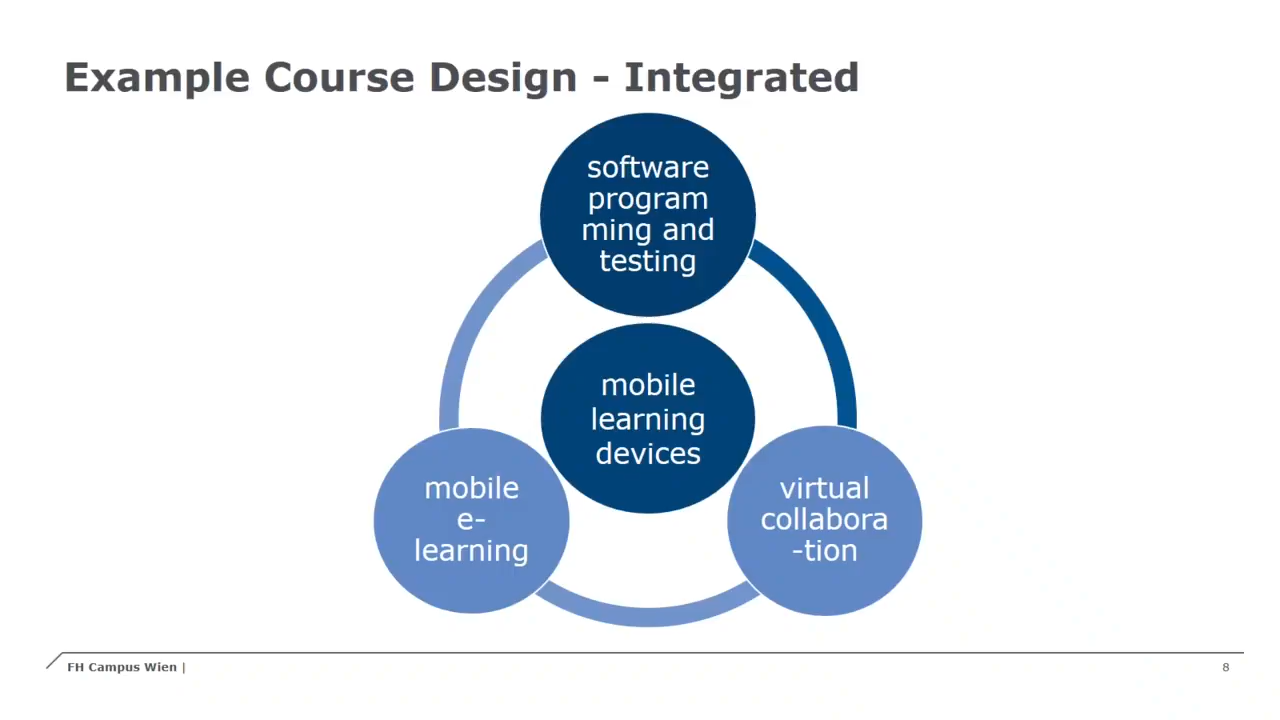 Example Course Design - Integrated
software
program
ming and
testing
mobile
learning
devices
mobile
e-
learning
virtual
collabora
-tion
FH Campus Wien |
8